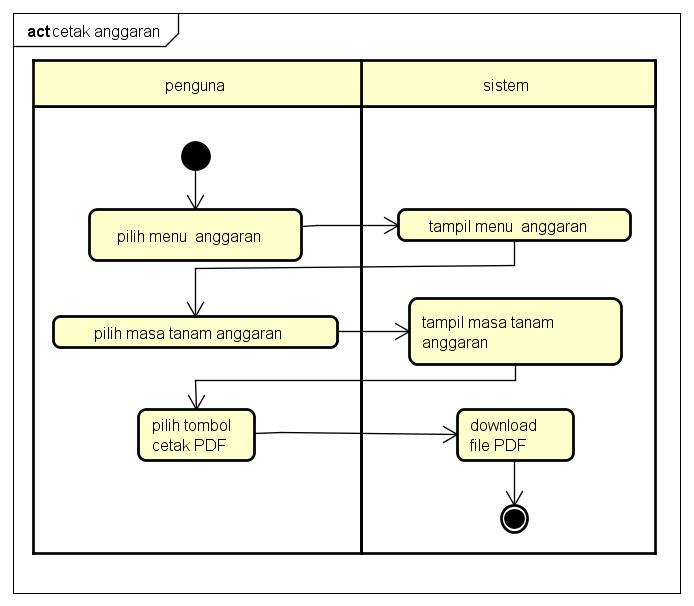 act cetak anggaran
penguna
sistem
pilih menu anggaran
tampil menu anggaran
pilih masa tanam anggaran
tampil masa tanam
anggaran
pilih tombol
cetak PDF
download
file PDF